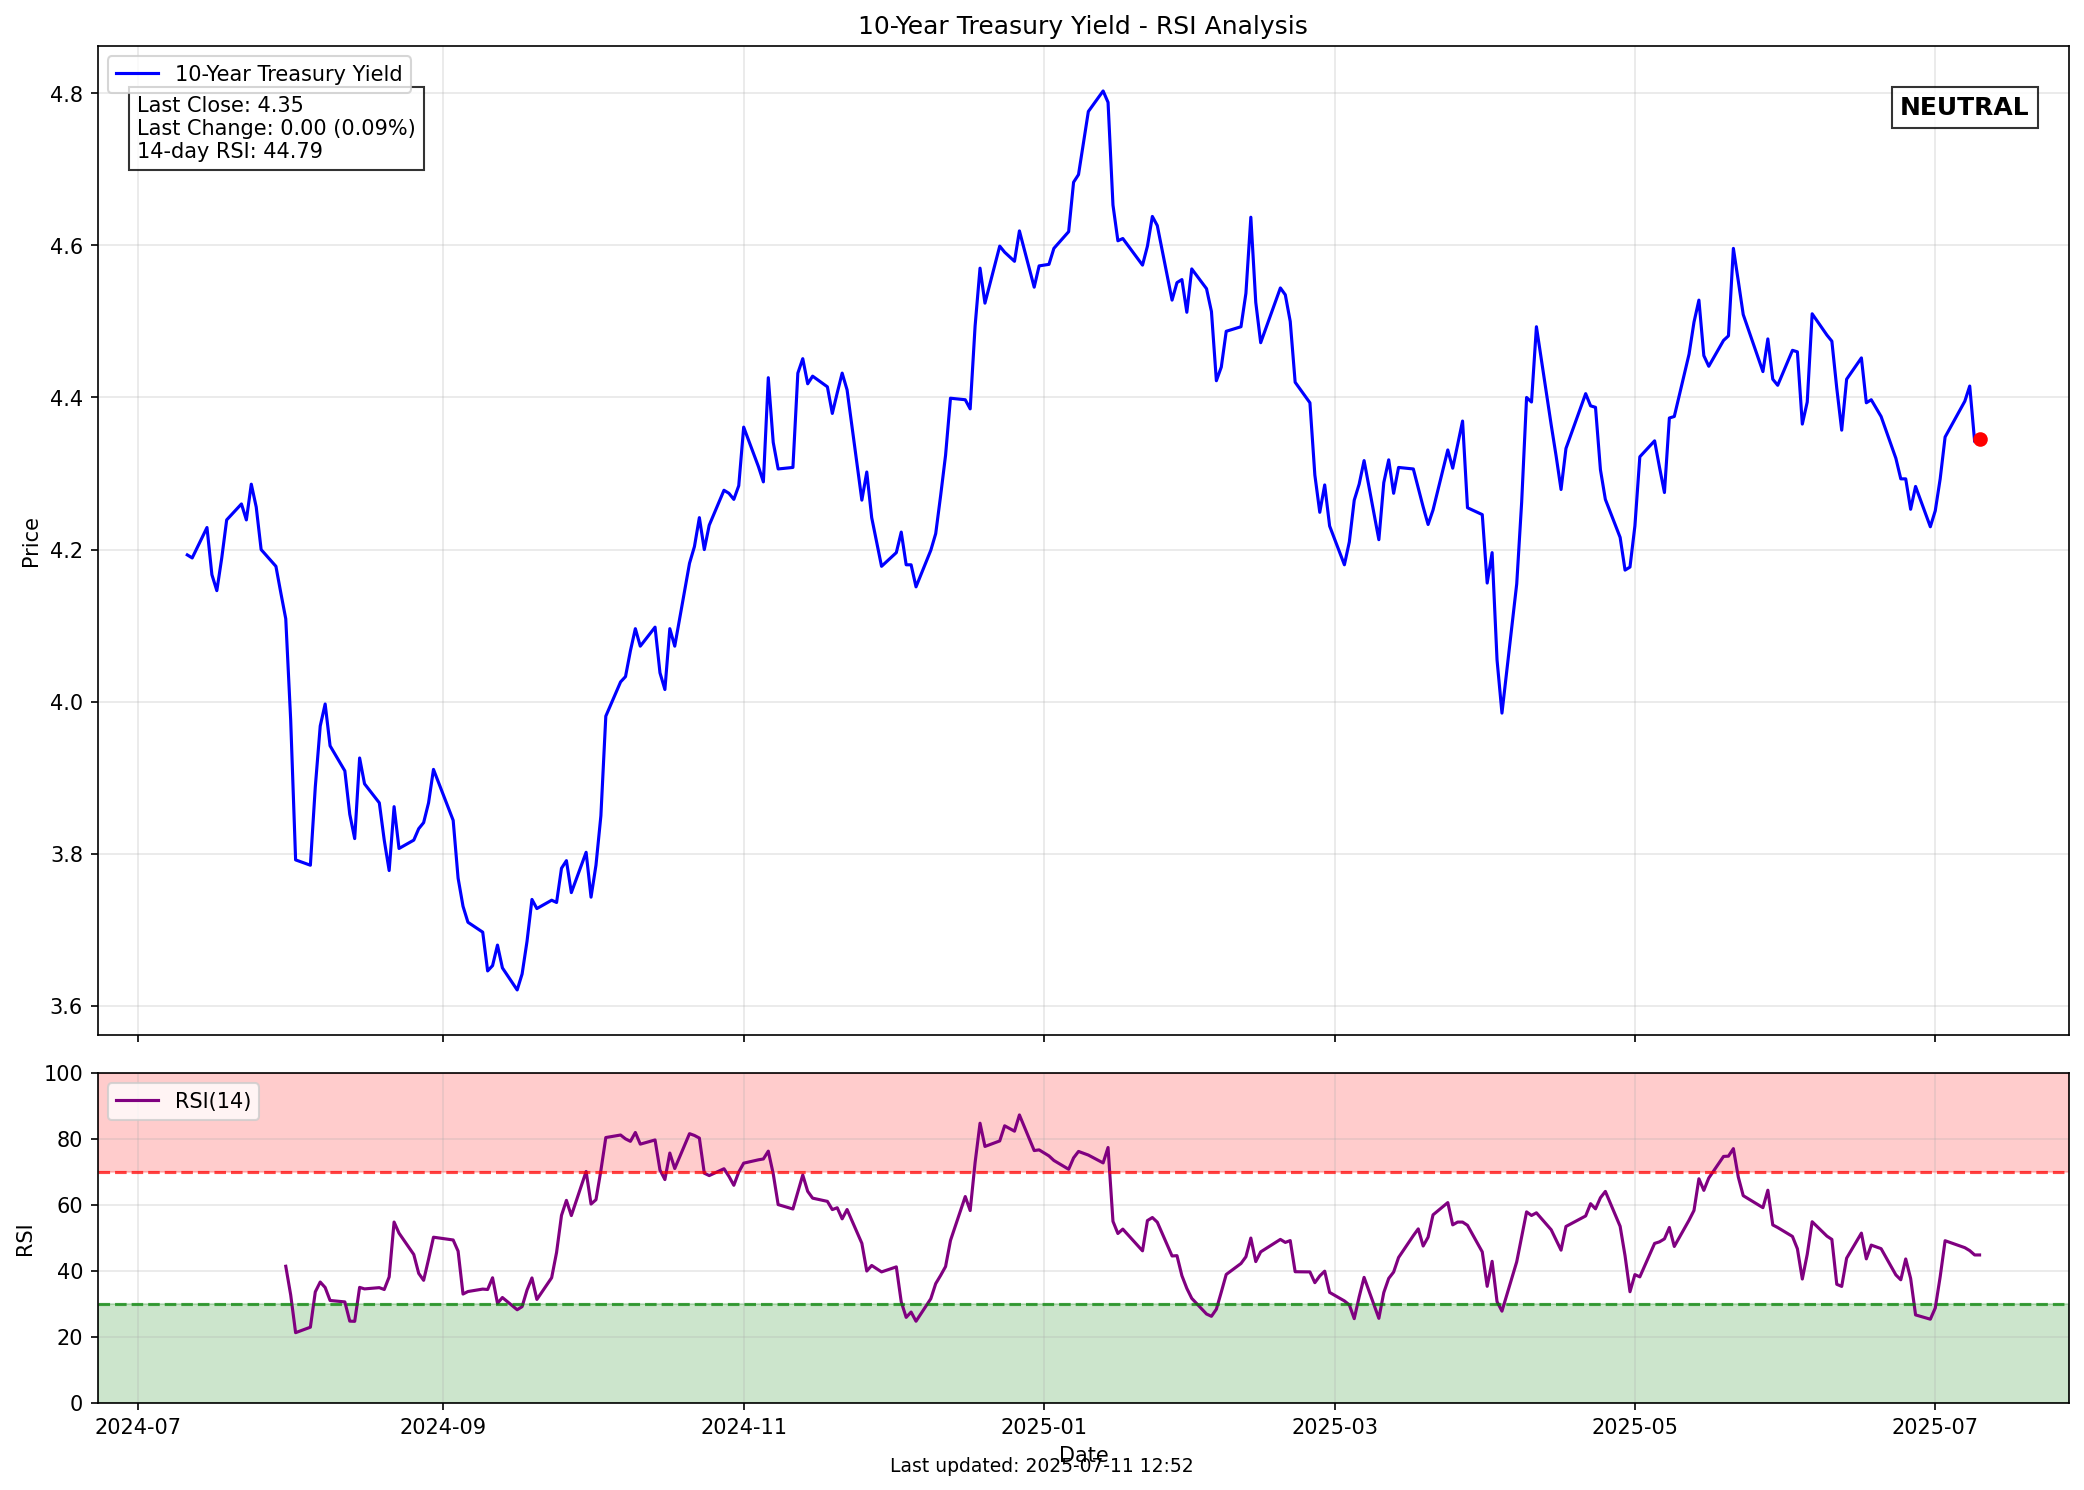 10-Year Treasury Yield - RSI Analysis
10-Year Treasury Yield
Last Close: 4.35
Last Change: 0.00 (0.09%)
14-day RSI: 44.79
NEUTRAL
Price
4.8
4.6
4.4
4.2
4.0
3.8
3.6
RSI(14)
RSI
100
80
60
40
20
0
2024-07 2024-09 2024-11 2025-01 2025-03 2025-05 2025-07
Date
Last updated: 2025-07-11 12:52